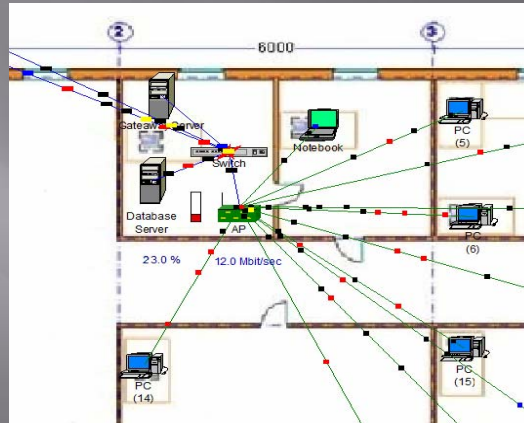 2
3
6000
Gateaway Server
PC
(5)
Switch
Notebook
Database
Server
AP
PC
(6)
23.0 %
12.0 Mbit/sec
PC
(14)
PC
(15)